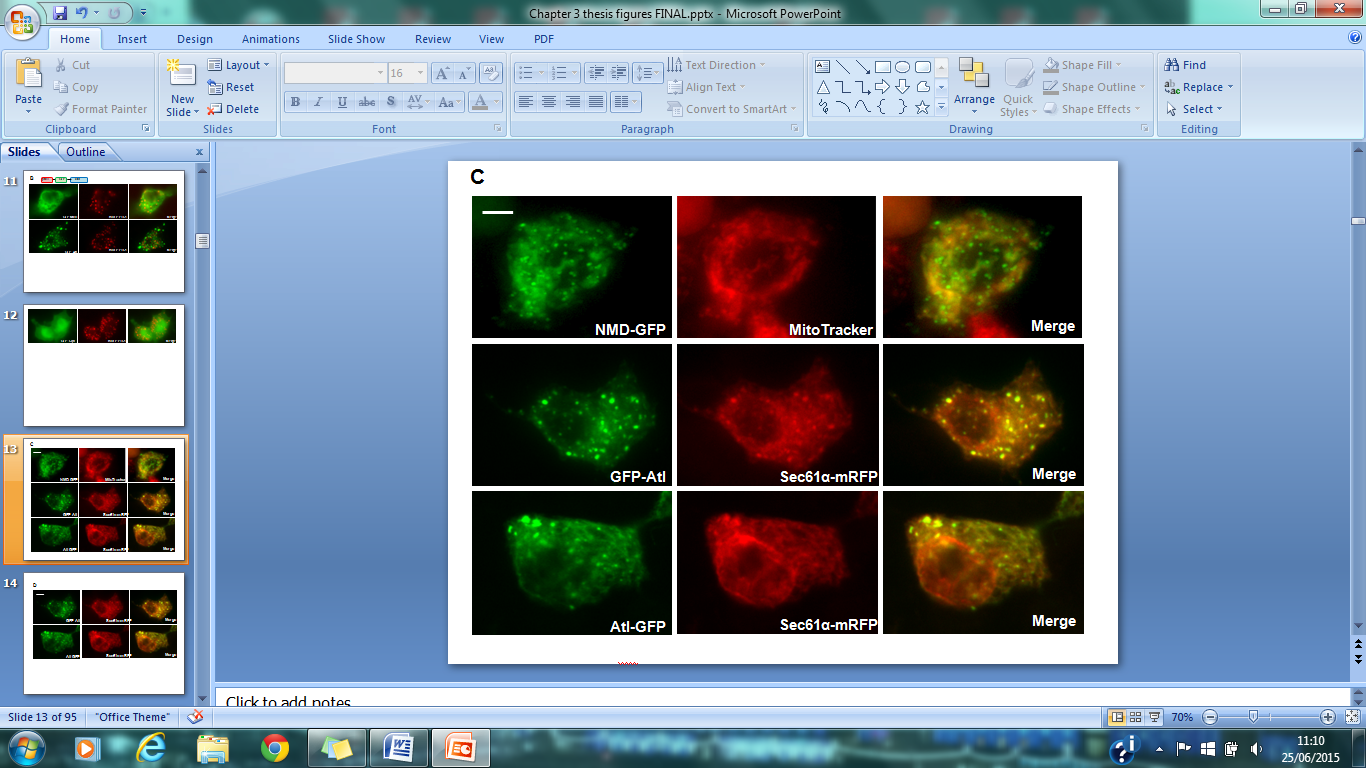 Chapter 3 thesis figures FINAL.pptx - Microsoft PowerPoint
Home Insert Design Animations Slide Show Review View PDF
Paste
Cut
Copy
Format Painter
Clipboard
New Slide
Layout
Reset
Delete
Slides
16
Font
Paragraph
Text Direction
Align Text
Convert to SmartArt
Arrange
Quick Styles
Shape Fill
Shape Outline
Shape Effects
Drawing
Find
Replace
Select
Editing
Slides Outline x
11
12
13
14
C
NMD-GFP MitoTracker Merge
GFP-Atl Sec61α-mRFP Merge
Atl-GFP Sec61α-mRFP Merge
Click to add notes
Slide 13 of 95 "Office Theme" 70%
11:10
25/06/2015